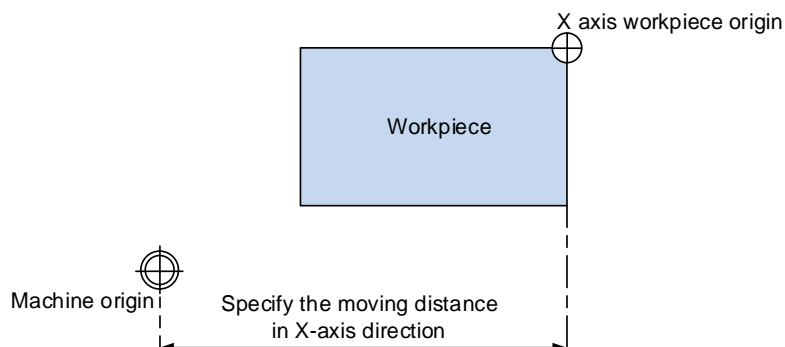 X axis workpiece origin
Workpiece
Machine origin
Specify the moving distance
in X-axis direction